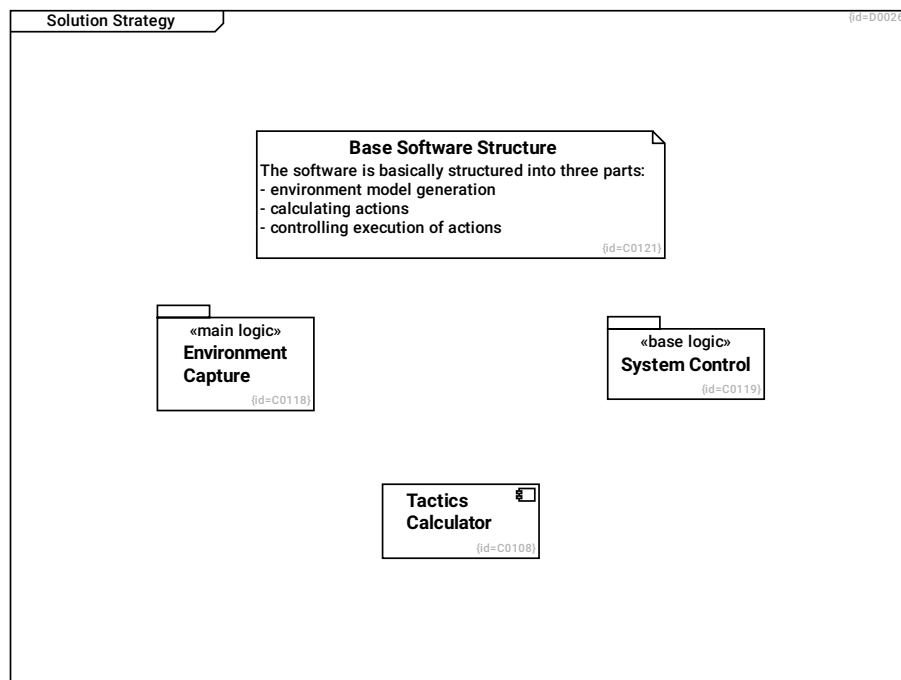 Solution Strategy
{id=D0026
Base Software Structure
The software is basically structured into three parts:
- environment model generation
- calculating actions
- controlling execution of actions
{id=C0121}
«main logic»
Environment
Capture
{id=C0118}
«base logic»
System Control
{id=C0119}
Tactics
Calculator
{id=C0108}